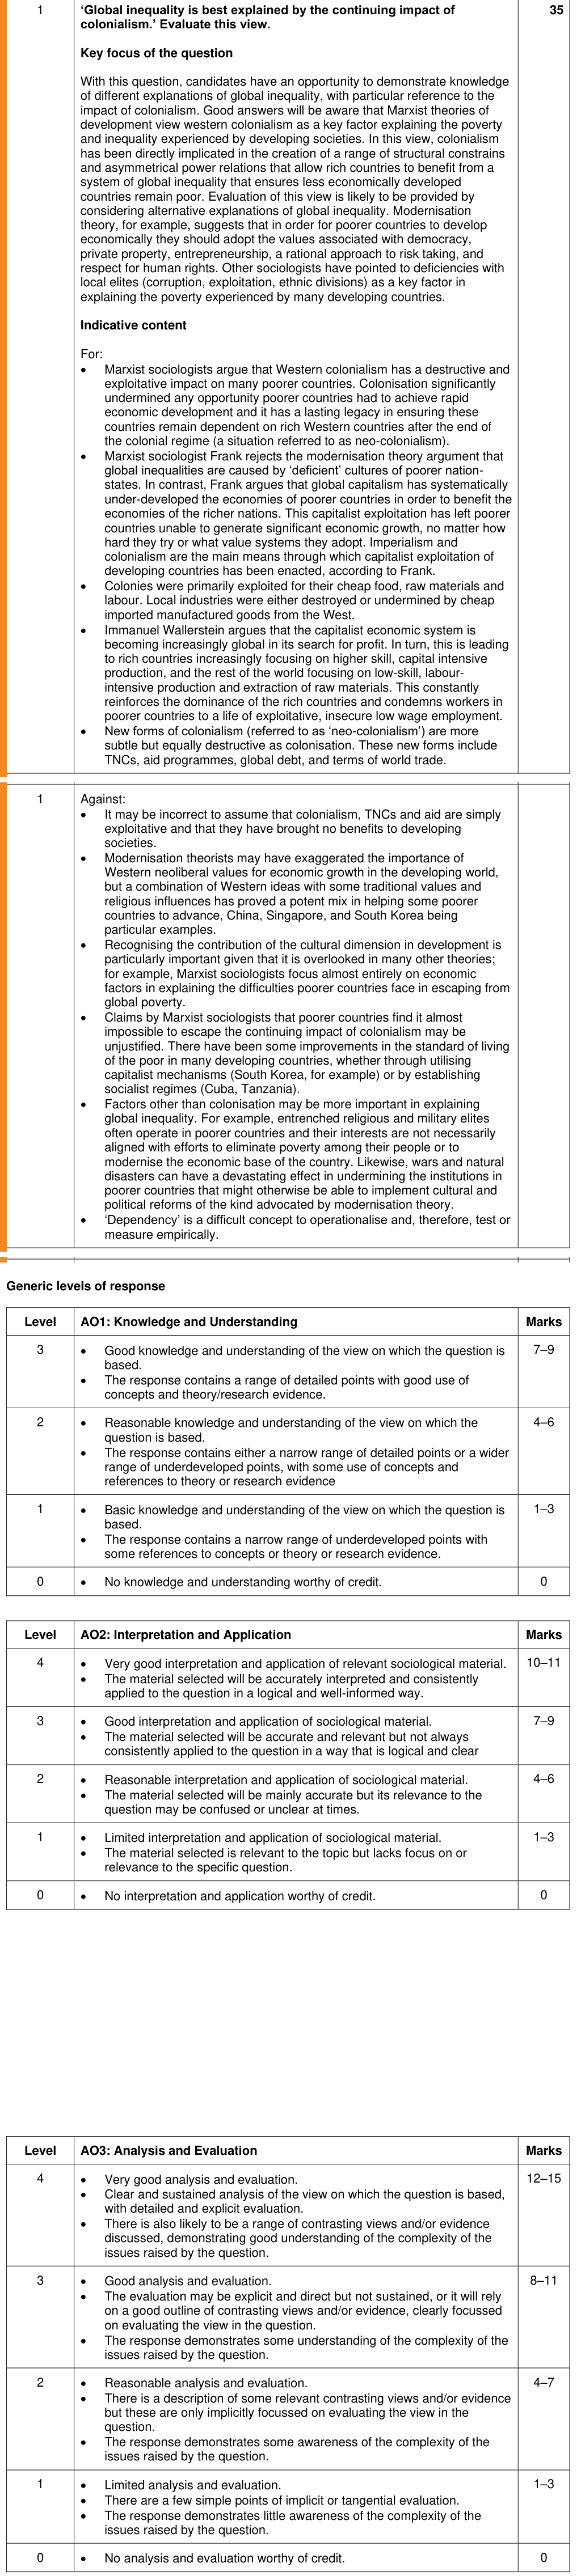 1
‘Global inequality is best explained by the continuing impact of
colonialism.’ Evaluate this view.
35
Key focus of the question
With this question, candidates have an opportunity to demonstrate knowledge
of different explanations of global inequality, with particular reference to the
impact of colonialism. Good answers will be aware that Marxist theories of
development view western colonialism as a key factor explaining the poverty
and inequality experienced by developing societies. In this view, colonialism
has been directly implicated in the creation of a range of structural constrains
and asymmetrical power relations that allow rich countries to benefit from a
system of global inequality that ensures less economically developed
countries remain poor. Evaluation of this view is likely to be provided by
considering alternative explanations of global inequality. Modernisation
theory, for example, suggests that in order for poorer countries to develop
economically they should adopt the values associated with democracy,
private property, entrepreneurship, a rational approach to risk taking, and
respect for human rights. Other sociologists have pointed to deficiencies with
local elites (corruption, exploitation, ethnic divisions) as a key factor in
explaining the poverty experienced by many developing countries.
Indicative content
For:
• Marxist sociologists argue that Western colonialism has a destructive and
exploitative impact on many poorer countries. Colonisation significantly
undermined any opportunity poorer countries had to achieve rapid
economic development and it has a lasting legacy in ensuring these
countries remain dependent on rich Western countries after the end of
the colonial regime (a situation referred to as neo-colonialism).
• Marxist sociologist Frank rejects the modernisation theory argument that
global inequalities are caused by ‘deficient’ cultures of poorer nation-
states. In contrast, Frank argues that global capitalism has systematically
under-developed the economies of poorer countries in order to benefit the
economies of the richer nations. This capitalist exploitation has left poorer
countries unable to generate significant economic growth, no matter how
hard they try or what value systems they adopt. Imperialism and
colonialism are the main means through which capitalist exploitation of
developing countries has been enacted, according to Frank.
• Colonies were primarily exploited for their cheap food, raw materials and
labour. Local industries were either destroyed or undermined by cheap
imported manufactured goods from the West.
• Immanuel Wallerstein argues that the capitalist economic system is
becoming increasingly global in its search for profit. In turn, this is leading
to rich countries increasingly focusing on higher skill, capital intensive
production, and the rest of the world focusing on low-skill, labour-
intensive production and extraction of raw materials. This constantly
reinforces the dominance of the rich countries and condemns workers in
poorer countries to a life of exploitative, insecure low wage employment.
• New forms of colonialism (referred to as ‘neo-colonialism’) are more
subtle but equally destructive as colonisation. These new forms include
TNCs, aid programmes, global debt, and terms of world trade.
1
Against:
• It may be incorrect to assume that colonialism, TNCs and aid are simply
exploitative and that they have brought no benefits to developing
societies.
• Modernisation theorists may have exaggerated the importance of
Western neoliberal values for economic growth in the developing world,
but a combination of Western ideas with some traditional values and
religious influences has proved a potent mix in helping some poorer
countries to advance, China, Singapore, and South Korea being
particular examples.
• Recognising the contribution of the cultural dimension in development is
particularly important given that it is overlooked in many other theories;
for example, Marxist sociologists focus almost entirely on economic
factors in explaining the difficulties poorer countries face in escaping from
global poverty.
• Claims by Marxist sociologists that poorer countries find it almost
impossible to escape the continuing impact of colonialism may be
unjustified. There have been some improvements in the standard of living
of the poor in many developing countries, whether through utilising
capitalist mechanisms (South Korea, for example) or by establishing
socialist regimes (Cuba, Tanzania).
• Factors other than colonisation may be more important in explaining
global inequality. For example, entrenched religious and military elites
often operate in poorer countries and their interests are not necessarily
aligned with efforts to eliminate poverty among their people or to
modernise the economic base of the country. Likewise, wars and natural
disasters can have a devastating effect in undermining the institutions in
poorer countries that might otherwise be able to implement cultural and
political reforms of the kind advocated by modernisation theory.
• ‘Dependency’ is a difficult concept to operationalise and, therefore, test or
measure empirically.
Generic levels of response
Level AO1: Knowledge and Understanding Marks
3 • Good knowledge and understanding of the view on which the question is 7–9
based.
• The response contains a range of detailed points with good use of
concepts and theory/research evidence.
2 • Reasonable knowledge and understanding of the view on which the 4–6
question is based.
• The response contains either a narrow range of detailed points or a wider
range of underdeveloped points, with some use of concepts and
references to theory or research evidence
1 • Basic knowledge and understanding of the view on which the question is 1–3
based.
• The response contains a narrow range of underdeveloped points with
some references to concepts or theory or research evidence.
0 • No knowledge and understanding worthy of credit. 0
Level AO2: Interpretation and Application Marks
4 • Very good interpretation and application of relevant sociological material. 10–11
• The material selected will be accurately interpreted and consistently
applied to the question in a logical and well-informed way.
3 • Good interpretation and application of sociological material. 7–9
• The material selected will be accurate and relevant but not always
consistently applied to the question in a way that is logical and clear
2 • Reasonable interpretation and application of sociological material. 4–6
• The material selected will be mainly accurate but its relevance to the
question may be confused or unclear at times.
1 • Limited interpretation and application of sociological material. 1–3
• The material selected is relevant to the topic but lacks focus on or
relevance to the specific question.
0 • No interpretation and application worthy of credit. 0
Level AO3: Analysis and Evaluation Marks
4 • Very good analysis and evaluation. 12–15
• Clear and sustained analysis of the view on which the question is based,
with detailed and explicit evaluation.
• There is also likely to be a range of contrasting views and/or evidence
discussed, demonstrating good understanding of the complexity of the
issues raised by the question.
3 • Good analysis and evaluation. 8–11
• The evaluation may be explicit and direct but not sustained, or it will rely
on a good outline of contrasting views and/or evidence, clearly focussed
on evaluating the view in the question.
• The response demonstrates some understanding of the complexity of the
issues raised by the question.
2 • Reasonable analysis and evaluation. 4–7
• There is a description of some relevant contrasting views and/or evidence
but these are only implicitly focussed on evaluating the view in the
question.
• The response demonstrates some awareness of the complexity of the
issues raised by the question.
1 • Limited analysis and evaluation. 1–3
• There are a few simple points of implicit or tangential evaluation.
• The response demonstrates little awareness of the complexity of the
issues raised by the question.
0 • No analysis and evaluation worthy of credit. 0